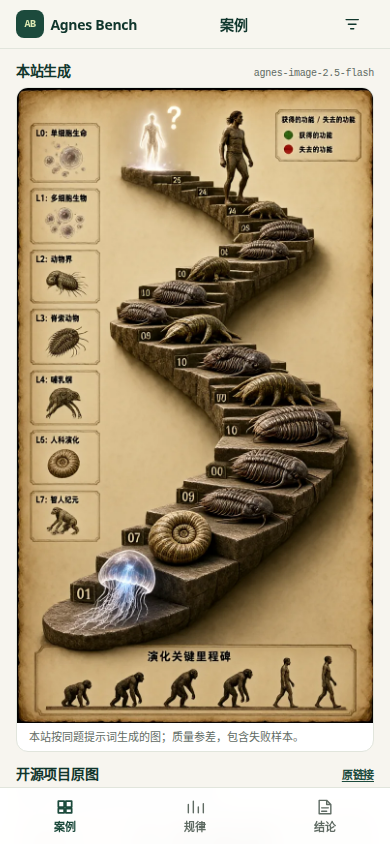 AB
Agnes Bench
案例
本站生成
agnes-image-2.5-flash
L0: 单细胞生命
L1: 多细胞生物
L2: 动物界
L3: 脊索动物
L4: 哺乳纲
L5: 人科演化
L7: 智人纪元
?
获得的功能 / 失去的功能
获得的功能
失去的功能
25
24
10
09
10
10
00
09
07
01
演化关键里程碑
本站按同题提示词生成的图；质量参差，包含失败样本。
开源项目原图
原链接
案例
规律
结论